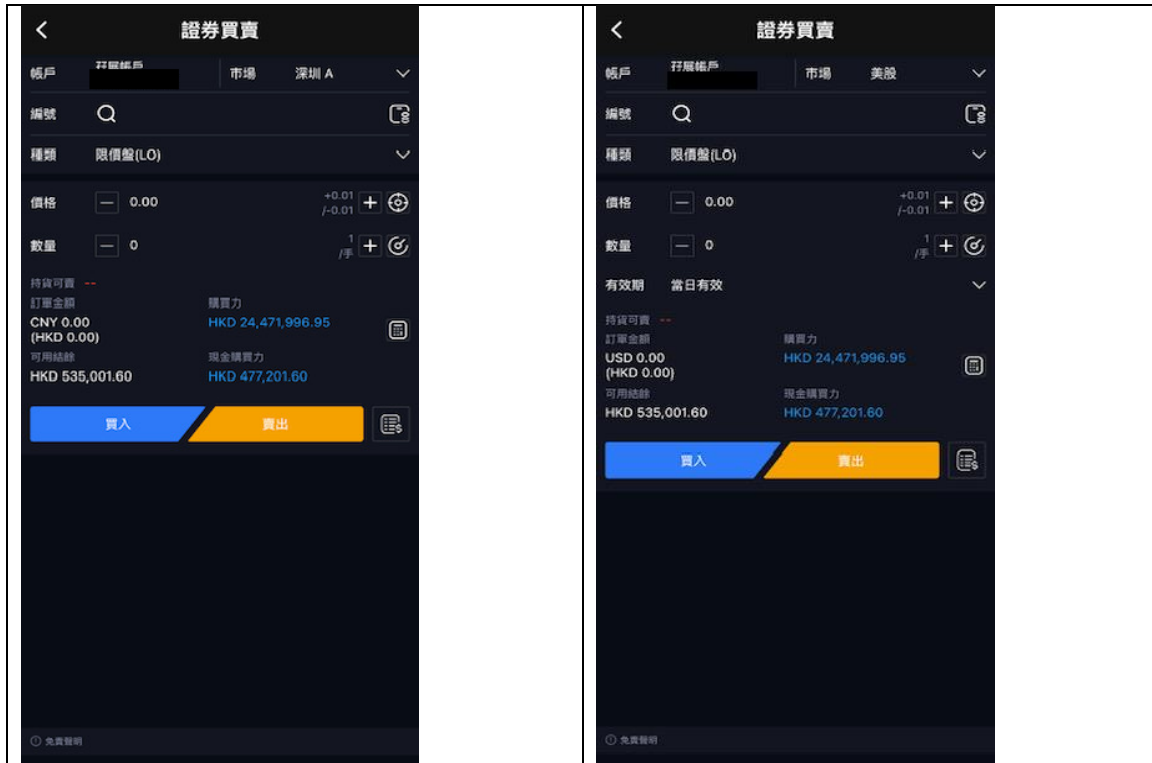 證券買賣
帳戶 孖展帳戶 市場 深圳 A
編號
種類 限價盤(LO)
價格 0.00 +0.01 /-0.01
數量 0 1 /手
持貨可賣 --
訂單金額 購買力
CNY 0.00 HKD 24,471,996.95
(HKD 0.00)
可用結餘 現金購買力
HKD 535,001.60 HKD 477,201.60
買入 賣出
免責聲明
證券買賣
帳戶 孖展帳戶 市場 美股
編號
種類 限價盤(LO)
價格 0.00 +0.01 /-0.01
數量 0 1 /手
有效期 當日有效
持貨可賣 --
訂單金額 購買力
USD 0.00 HKD 24,471,996.95
(HKD 0.00)
可用結餘 現金購買力
HKD 535,001.60 HKD 477,201.60
買入 賣出
免責聲明